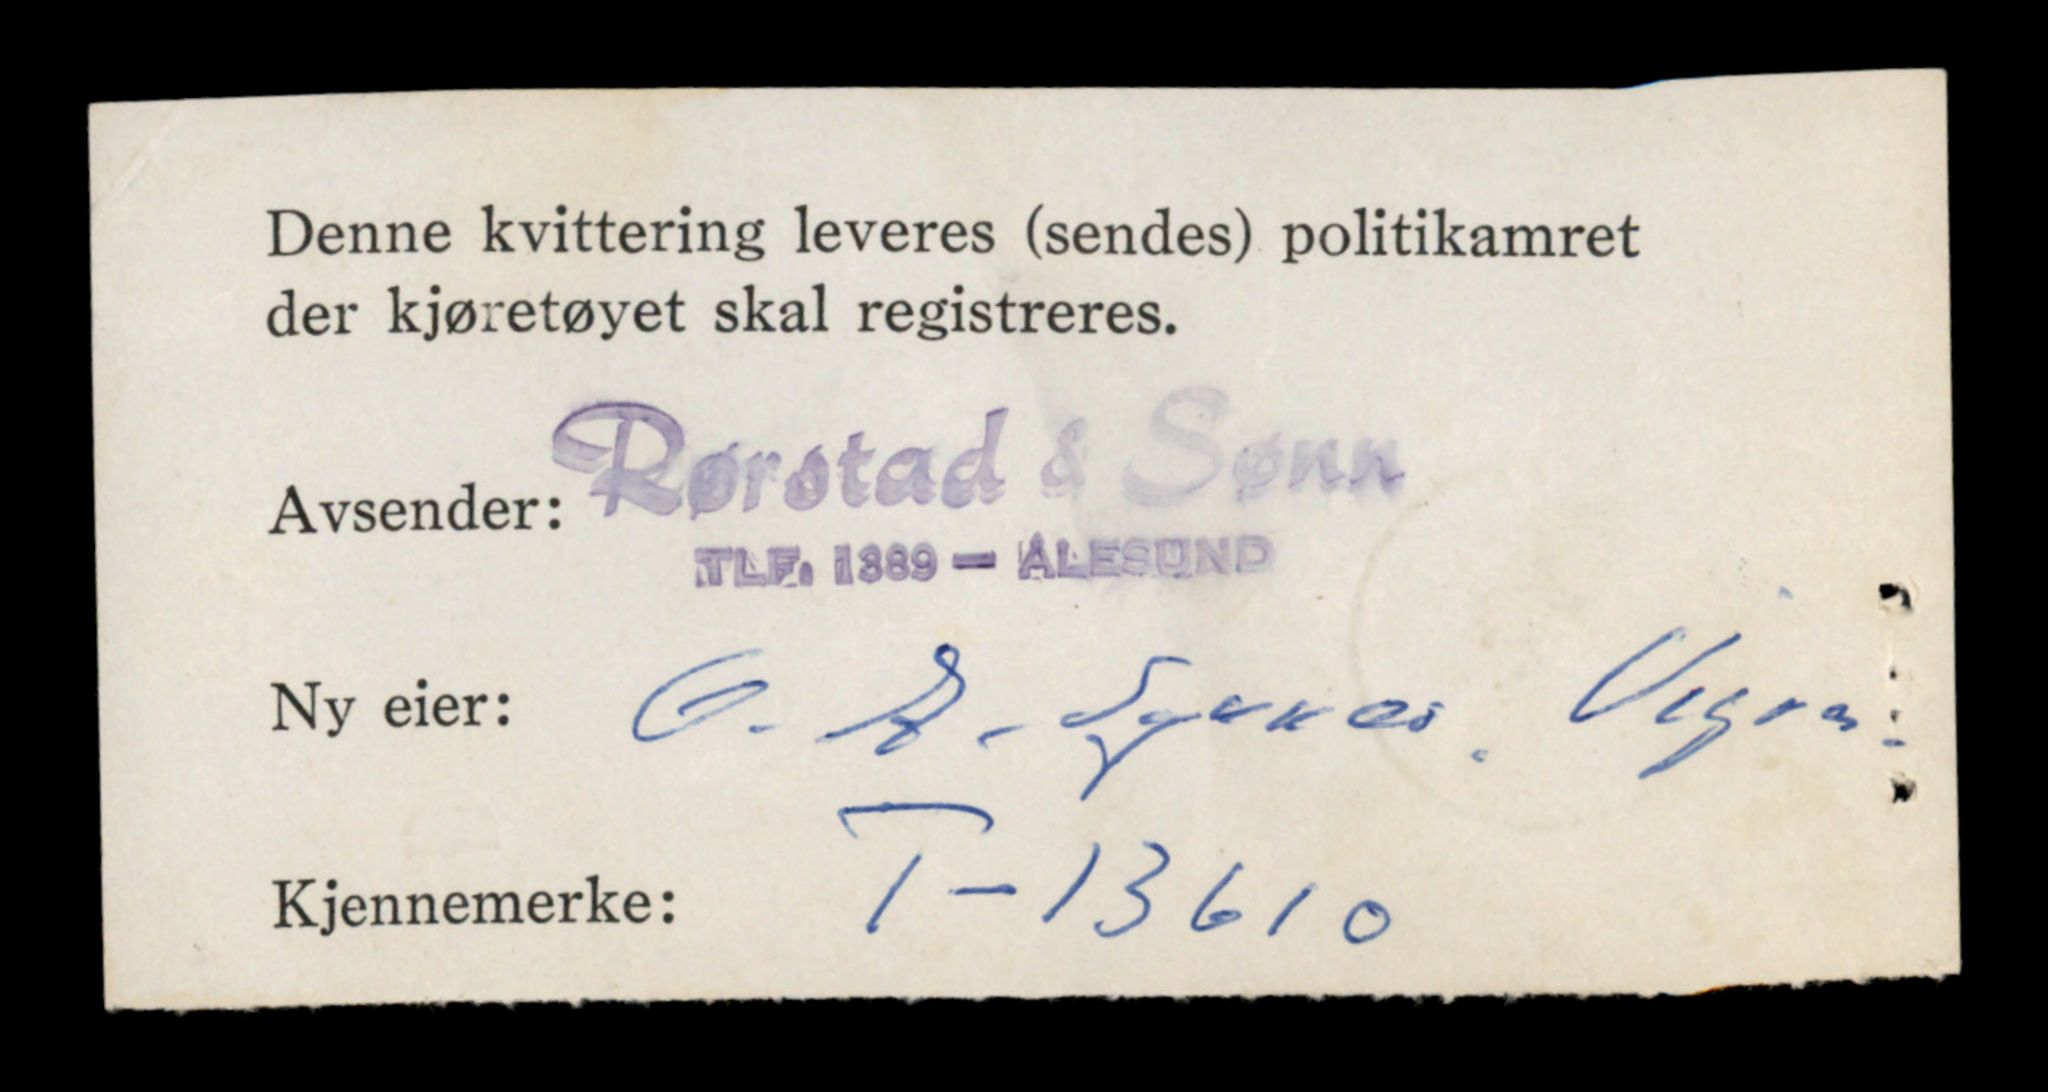 Denne kvittering leveres (sendes) politikamret
der kjøretøyet skal registreres.
Avsender: Rørstad & Sønn
TLF. 1389 — ÅLESUND
Ny eier: O. Vigra
Kjennemerke: T-13610